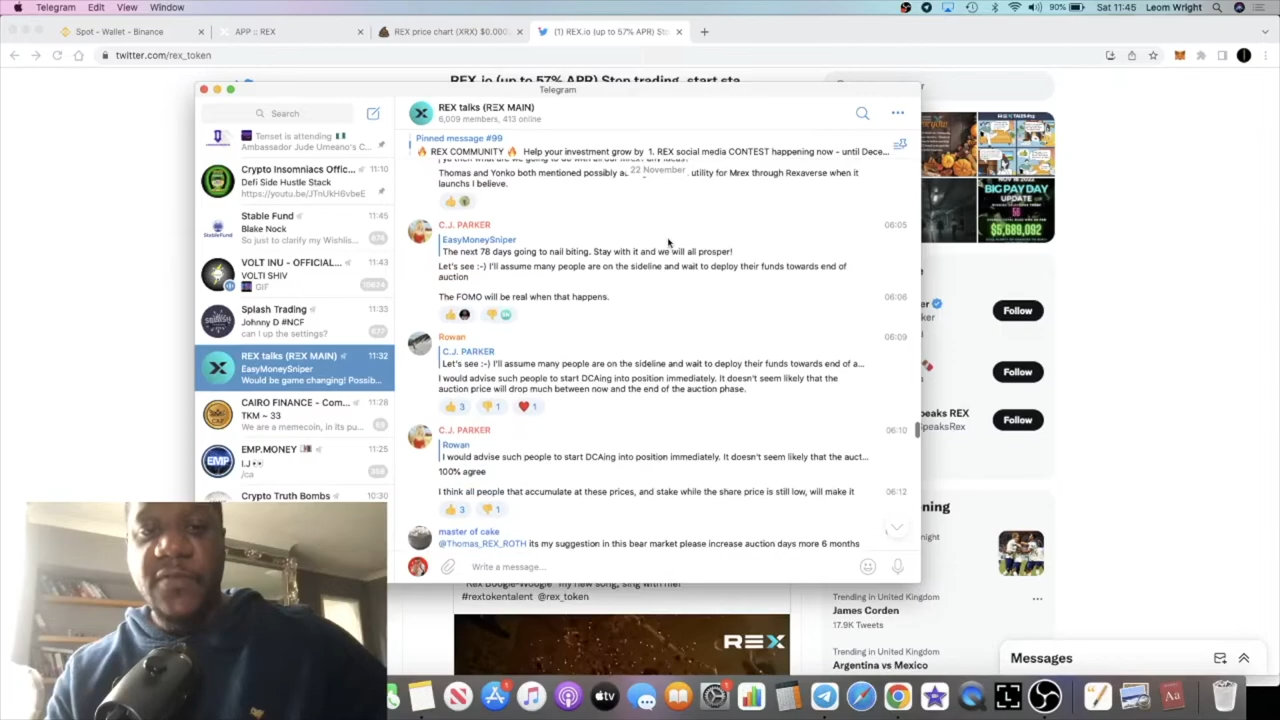 Telegram Edit View Window 90% Sat 11:45 Leom Wright
Spot - Wallet - Binance
APP :: REX
REX price chart (XRX) $0.000,
(1) REX.io (up to 57% APR) Sto
twitter.com/rex_token
REX.io (up to 57% APR) Stop trading, start sta
Telegram
Search
Tenset is attending
Ambassador Jude Umeano's C...
Crypto Insomniacs Offic... 11:10
Defi Side Hustle Stack
https://youtu.be/JTnUkH6vbeE
Stable Fund 11:45
Blake Nock
So just to clarify my Wishlis...
676
VOLT INU - OFFICIAL... 11:43
VOLTI SHIV
GIF
Splash Trading 11:33
Johnny D #NCF
can I up the settings?
677
REX talks (REX MAIN) 11:32
EasyMoneySniper
Would be game changing! Possib...
CAIRO FINANCE - Com... 11:28
TKM ~ 33
We are a memecoin, in its pu...
EMP.MONEY 11:25
I.J
/ca
Crypto Truth Bombs 10:30
REX talks (REX MAIN)
6,009 members, 413 online
Pinned message #99
REX COMMUNITY Help your investment grow by 1. REX social media CONTEST happening now - until Dece...
22 November
Thomas and Yonko both mentioned possibly a utility for Mrex through Rexaverse when it
launchs I believe.
C.J. PARKER 06:05
EasyMoneySniper
The next 78 days going to nail biting. Stay with it and we will all prosper!
Let's see :-) I'll assume many people are on the sideline and wait to deploy their funds towards end of
auction
The FOMO will be real when that happens. 06:06
Rowan 06:09
C.J. PARKER
Let's see :-) I'll assume many people are on the sideline and wait to deploy their funds towards end of a...
I would advise such people to start DCAing into position immediately. It doesn't seem likely that the
auction price will drop much between now and the end of the auction phase.
3 1 1
C.J. PARKER 06:10
Rowan
I would advise such people to start DCAing into position immediately. It doesn't seem likely that the auct...
100% agree
I think all people that accumulate at these prices, and stake while the share price is still low, will make it 06:12
3 1
master of cake
@Thomas_REX_ROTH its my suggestion in this bear market please increase auction days more 6 months
Write a message...
#rextokentalent @rex_token
REX
BIG PAY DAY
UPDATE
$5,689,092
Follow
Follow
peaks REX
peaksRex
Follow
ening
night
Trending in United Kingdom
James Corden
17.9K Tweets
Trending in United Kingdom
Argentina vs Mexico
Messages
EMP
tv
Aa